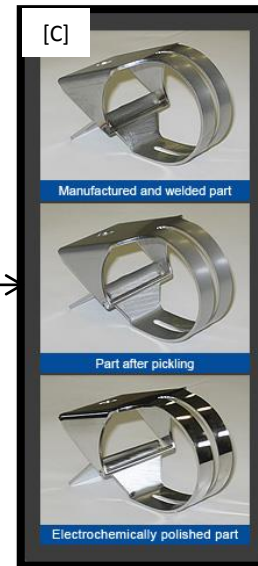 [C]
Manufactured and welded part
Part after pickling
Electrochemically polished part